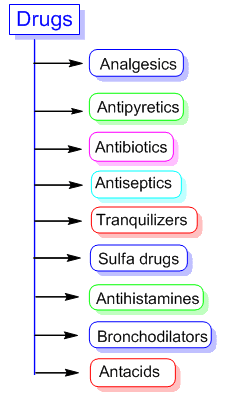 Drugs
Analgesics
Antipyretics
Antibiotics
Antiseptics
Tranquilizers
Sulfa drugs
Antihistamines
Bronchodilators
Antacids